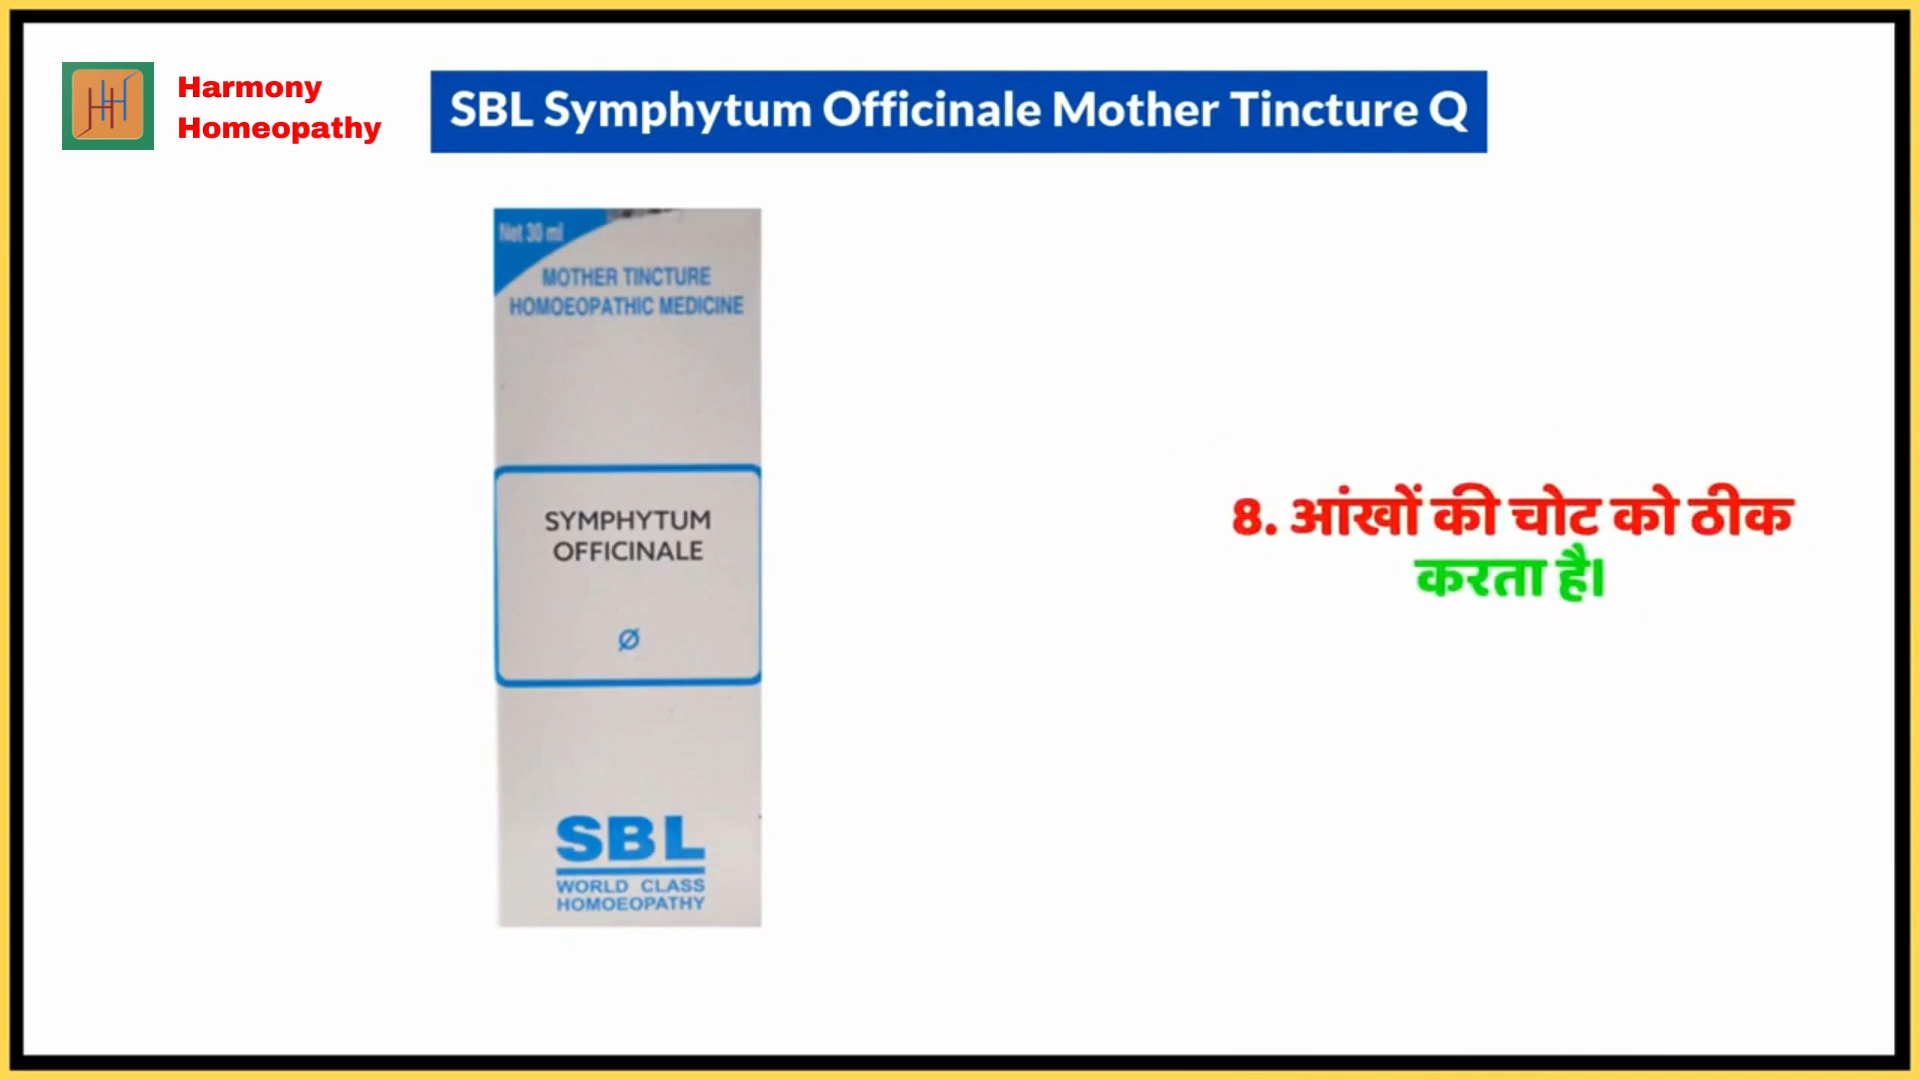 Harmony
Homeopathy
SBL Symphytum Officinale Mother Tincture Q
Net 30 ml
MOTHER TINCTURE
HOMOEOPATHIC MEDICINE
SYMPHYTUM
OFFICINALE
Ø
SBL
WORLD CLASS
HOMOEOPATHY
8. आंखों की चोट को ठीक
करता है।